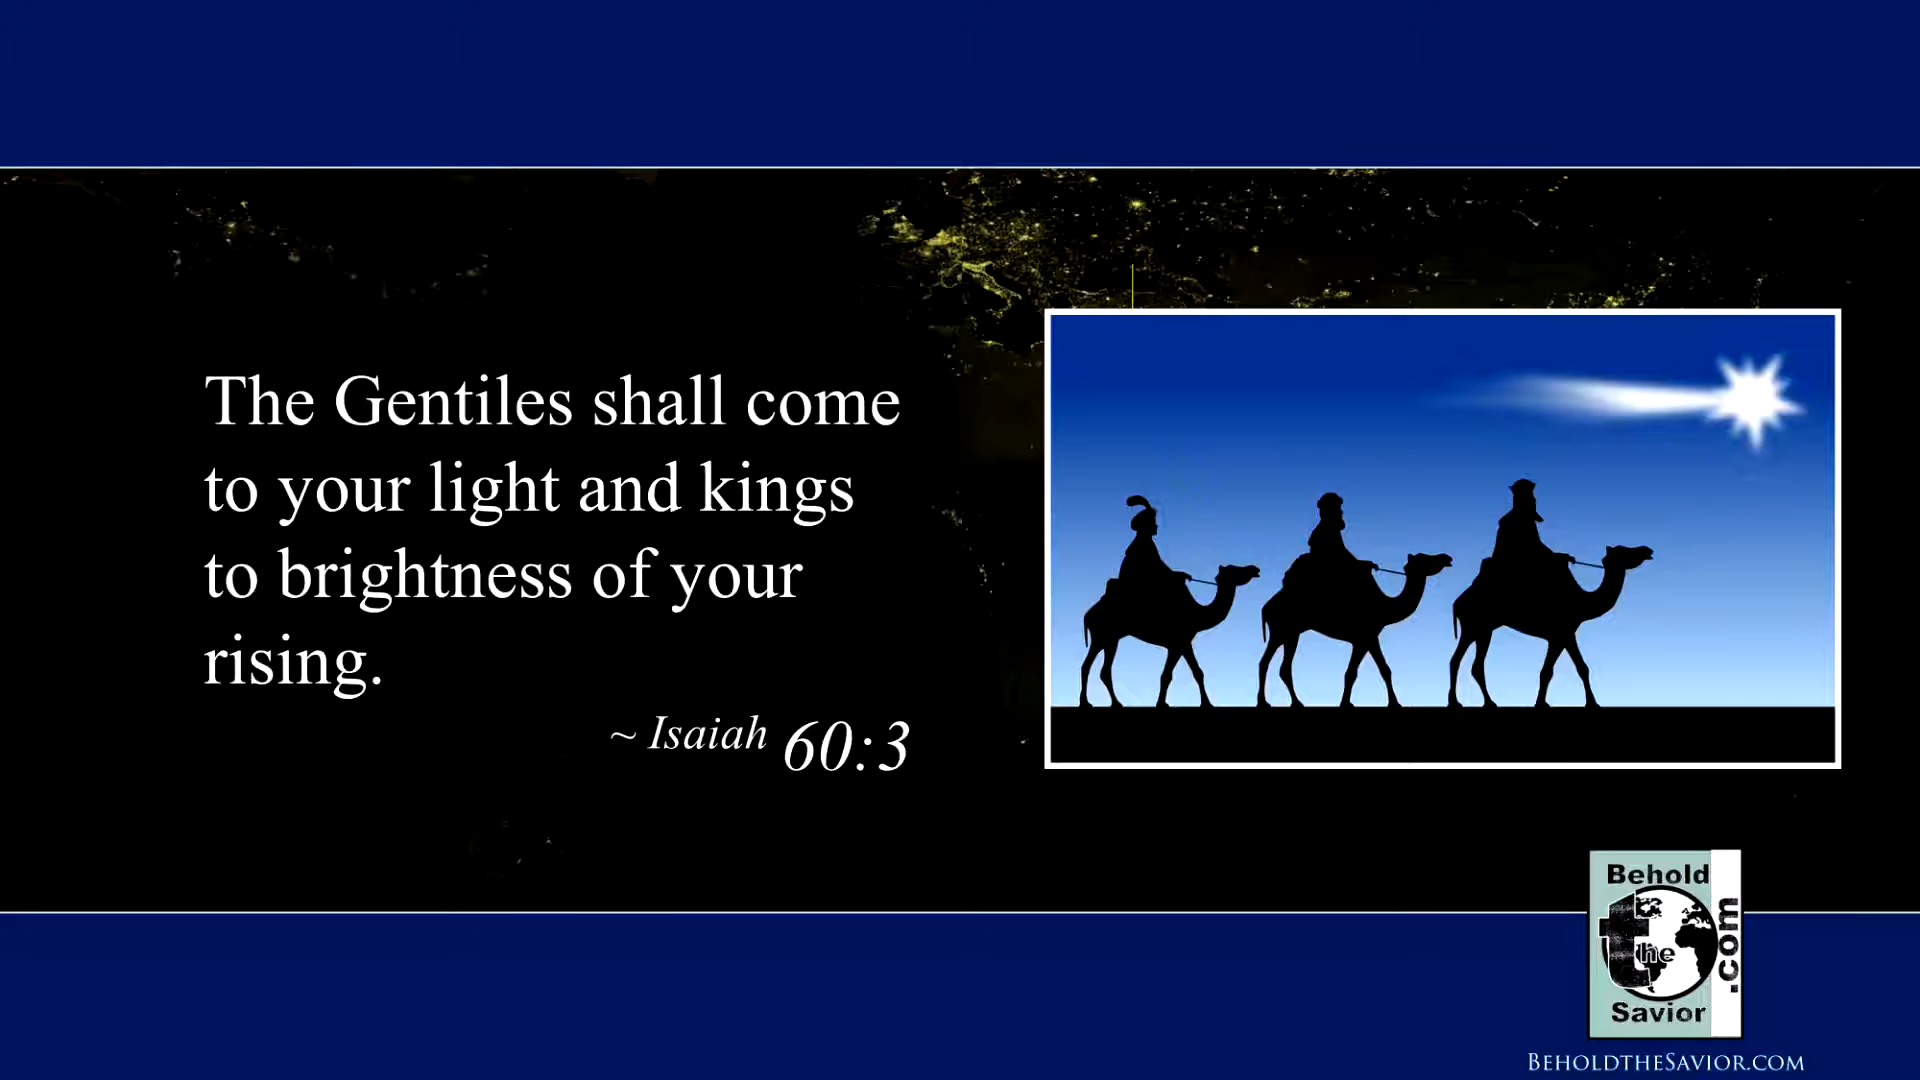 The Gentiles shall come
to your light and kings
to brightness of your
rising.
~ Isaiah 60:3
Behold
the
Savior
.com
BEHOLDTHESAVIOR.COM